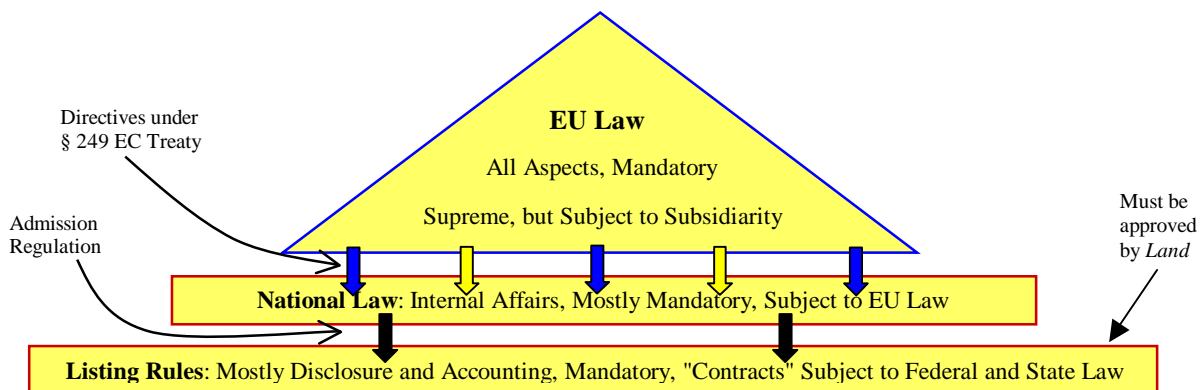 EU Law
All Aspects, Mandatory
Supreme, but Subject to Subsidiarity
Directives under
§ 249 EC Treaty
Admission
Regulation
Must be
approved
by Land
National Law: Internal Affairs, Mostly Mandatory, Subject to EU Law
Listing Rules: Mostly Disclosure and Accounting, Mandatory, "Contracts" Subject to Federal and State Law